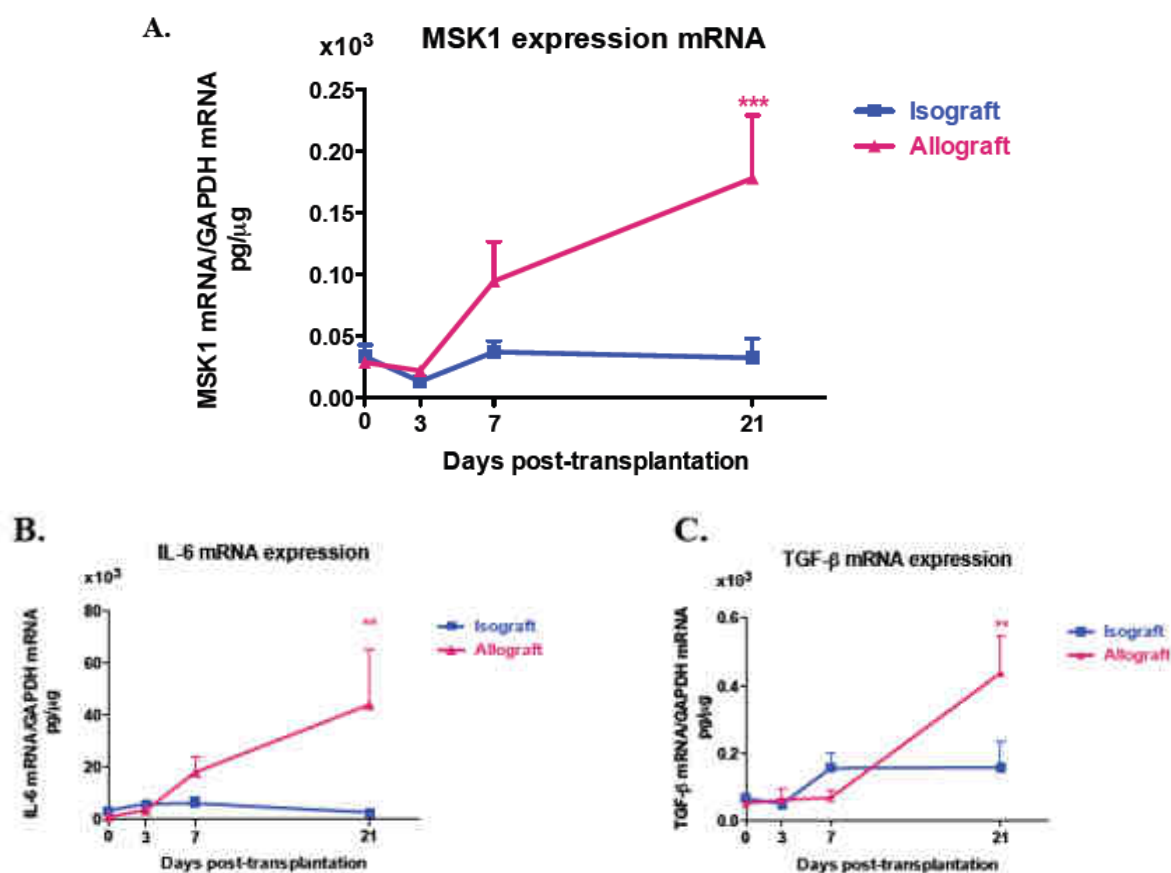 A.
x10³ MSK1 expression mRNA
MSK1 mRNA/GAPDH mRNA
pg/μg
0.25
0.20
0.15
0.10
0.05
0.00
***
Isograft
Allograft
0 3 7 21
Days post-transplantation
B.
IL-6 mRNA expression
x10³
IL-6 mRNA/GAPDH mRNA
pg/μg
80
60
40
20
0
**
Isograft
Allograft
0 3 7 21
Days post-transplantation
C.
TGF-β mRNA expression
x10³
TGF-β mRNA/GAPDH mRNA
pg/μg
0.6
0.4
0.2
0.0
**
Isograft
Allograft
0 3 7 21
Days post-transplantation